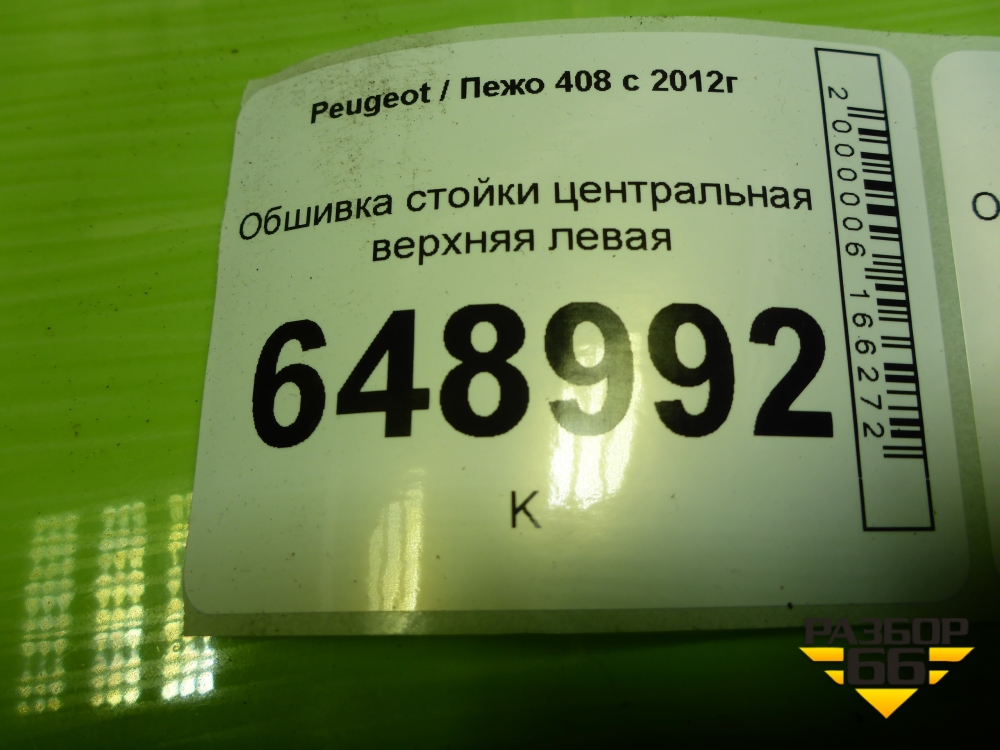 Peugeot / Пежо 408 с 2012г
Обшивка стойки центральная
верхняя левая
648992
К
2000006166272
О
РАЗБОР
66